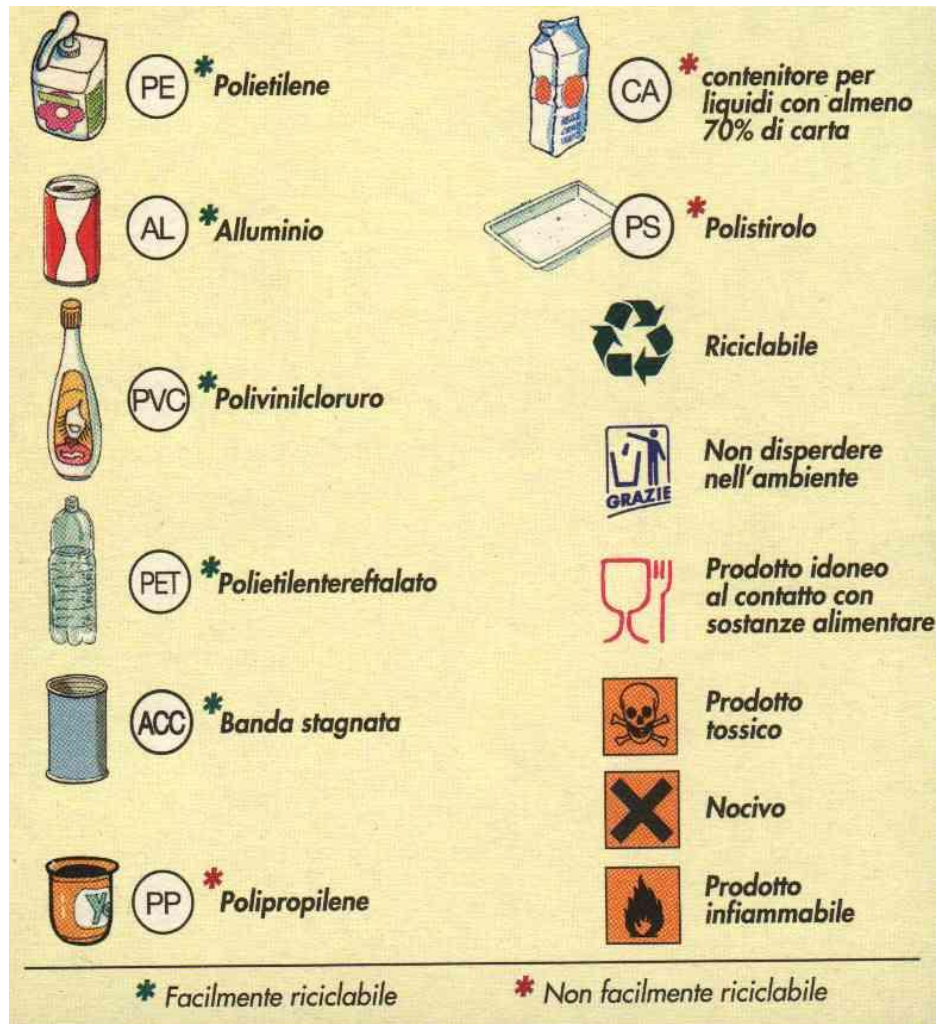 PE
* Polietilene
AL
* Alluminio
PVC
* Polivinilcloruro
PET
* Polietilentereftalato
ACC
* Banda stagnata
PP
* Polipropilene
CA
* contenitore per
liquidi con almeno
70% di carta
PS
* Polistirolo
Riciclabile
GRAZIE
Non disperdere
nell'ambiente
Prodotto idoneo
al contatto con
sostanze alimentare
Prodotto
tossico
Nocivo
Prodotto
infiammabile
* Facilmente riciclabile
* Non facilmente riciclabile